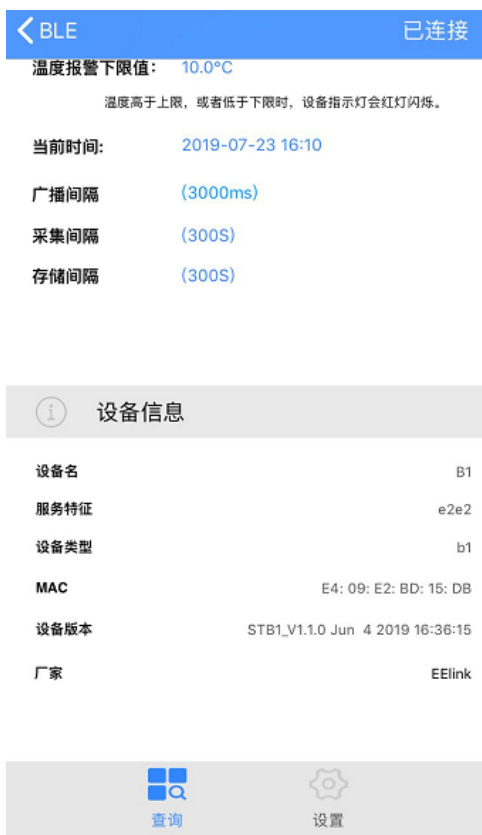 BLE 已连接
温度报警下限值： 10.0°C
温度高于上限，或者低于下限时，设备指示灯会红灯闪烁。
当前时间: 2019-07-23 16:10
广播间隔 (3000ms)
采集间隔 (300S)
存储间隔 (300S)
设备信息
设备名 B1
服务特征 e2e2
设备类型 b1
MAC E4: 09: E2: BD: 15: DB
设备版本 STB1_V1.1.0 Jun 4 2019 16:36:15
厂家 EElink
查询 设置